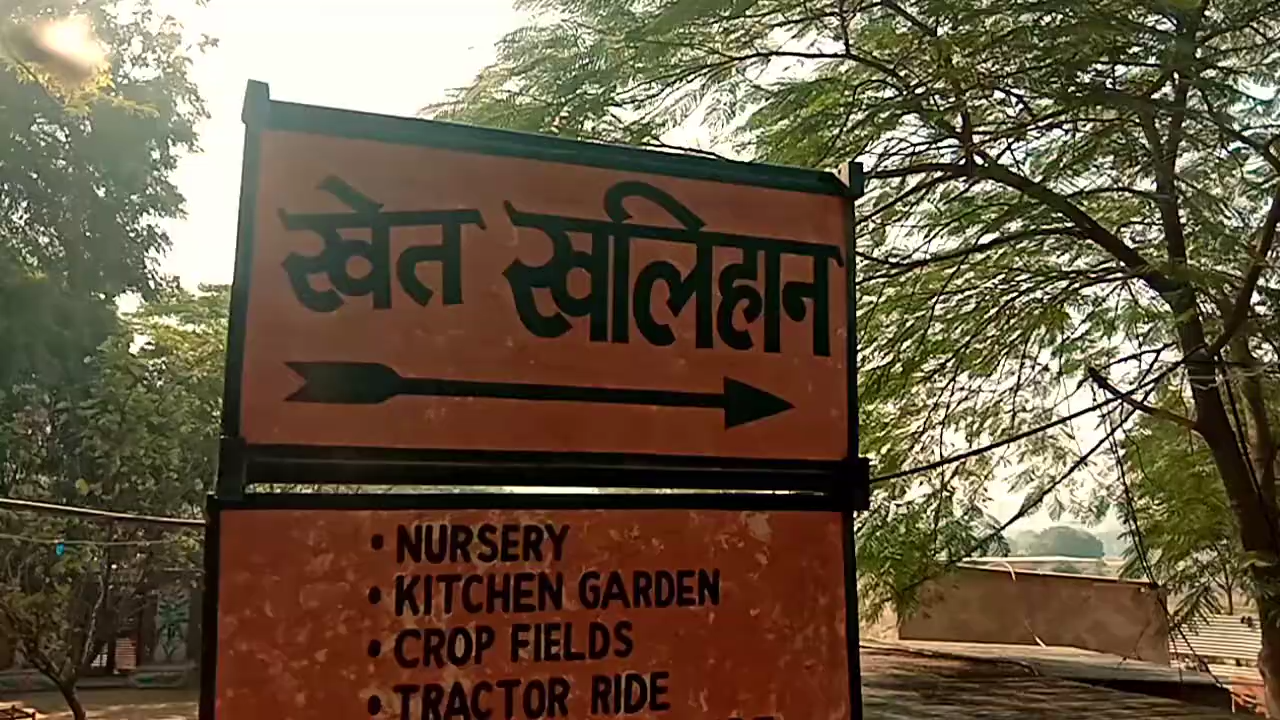 खेत खलिहान
• NURSERY
• KITCHEN GARDEN
• CROP FIELDS
• TRACTOR RIDE